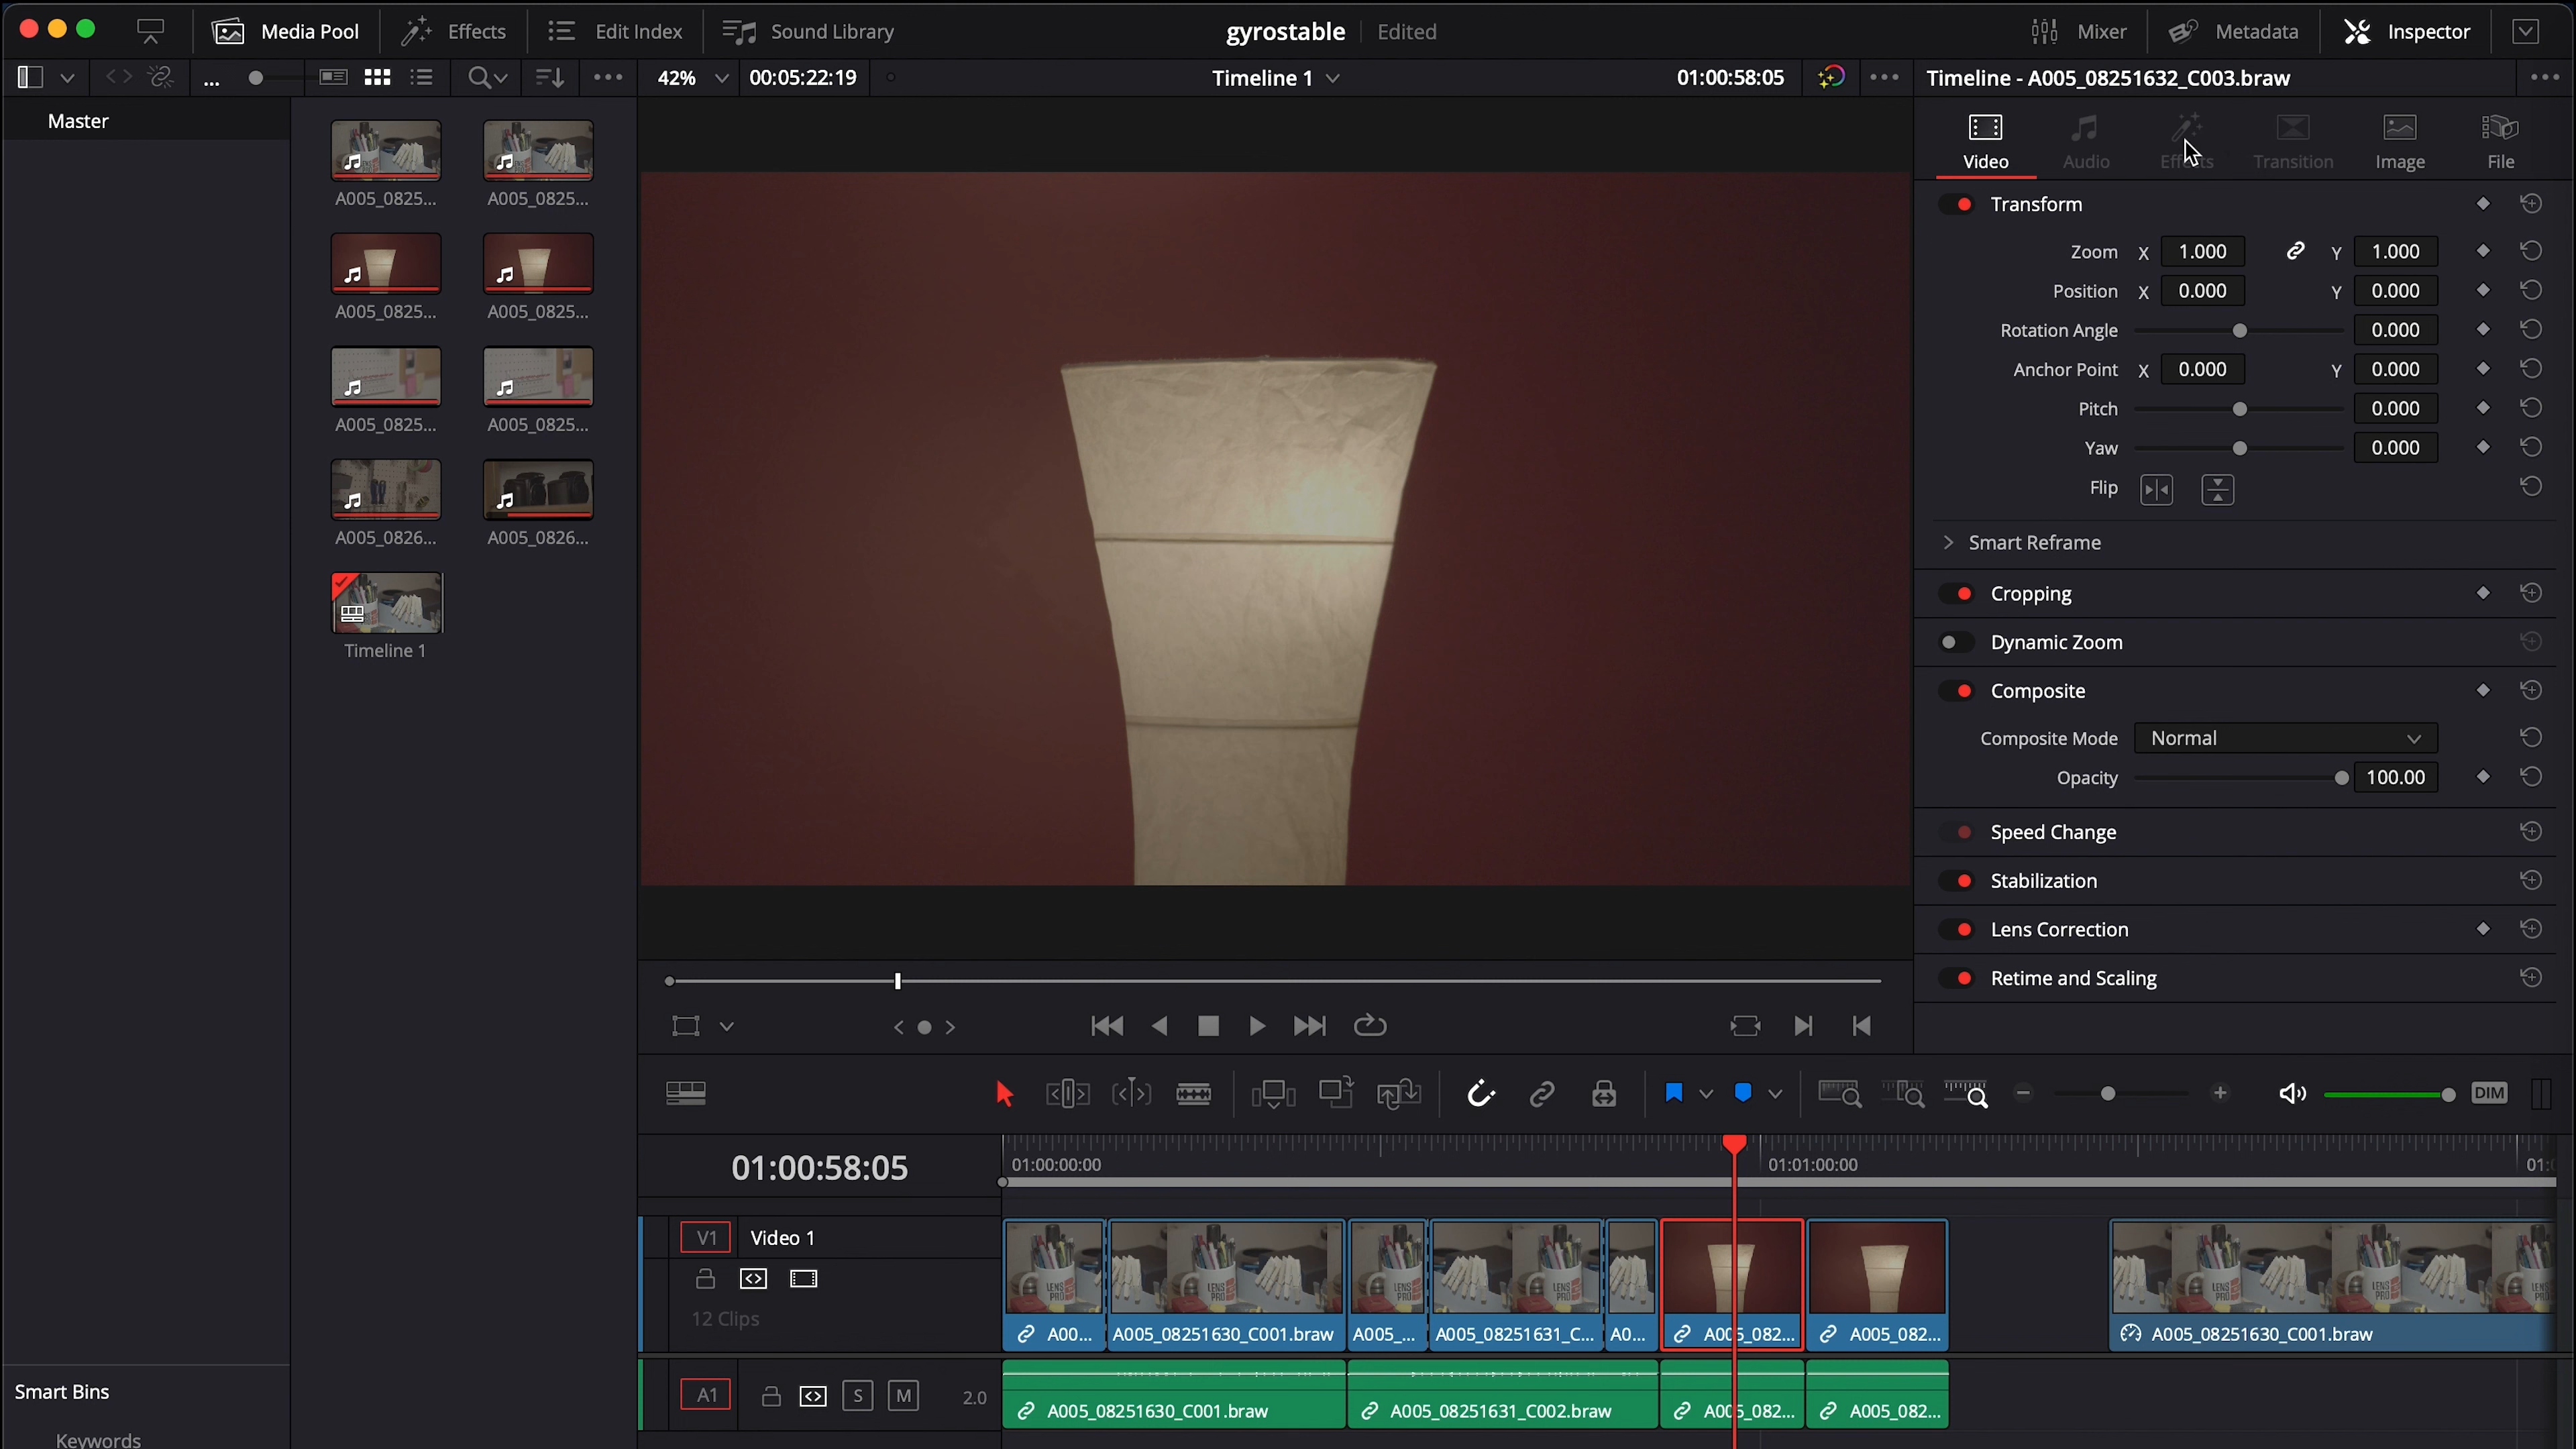 Media Pool Effects Edit Index Sound Library gyrostable Edited Mixer Metadata Inspector
... 42% 00:05:22:19 Timeline 1 01:00:58:05 Timeline - A005_08251632_C003.braw
Master
A005_0825... A005_0825...
A005_0825... A005_0825...
A005_0825... A005_0825...
A005_0826... A005_0826...
Timeline 1
Video Audio Effects Transition Image File
Transform
Zoom X 1.000 Y 1.000
Position X 0.000 Y 0.000
Rotation Angle 0.000
Anchor Point X 0.000 Y 0.000
Pitch 0.000
Yaw 0.000
Flip
Smart Reframe
Cropping
Dynamic Zoom
Composite
Composite Mode Normal
Opacity 100.00
Speed Change
Stabilization
Lens Correction
Retime and Scaling
DIM
01:00:58:05 01:00:00:00 01:01:00:00 01:
V1 Video 1
12 Clips
A00... A005_08251630_C001.braw A005_... A005_08251631_C... A0... A005_082... A005_082... A005_08251630_C001.braw
A1 S M 2.0
A005_08251630_C001.braw A005_08251631_C002.braw A005_082... A005_082...
Smart Bins
Keywords